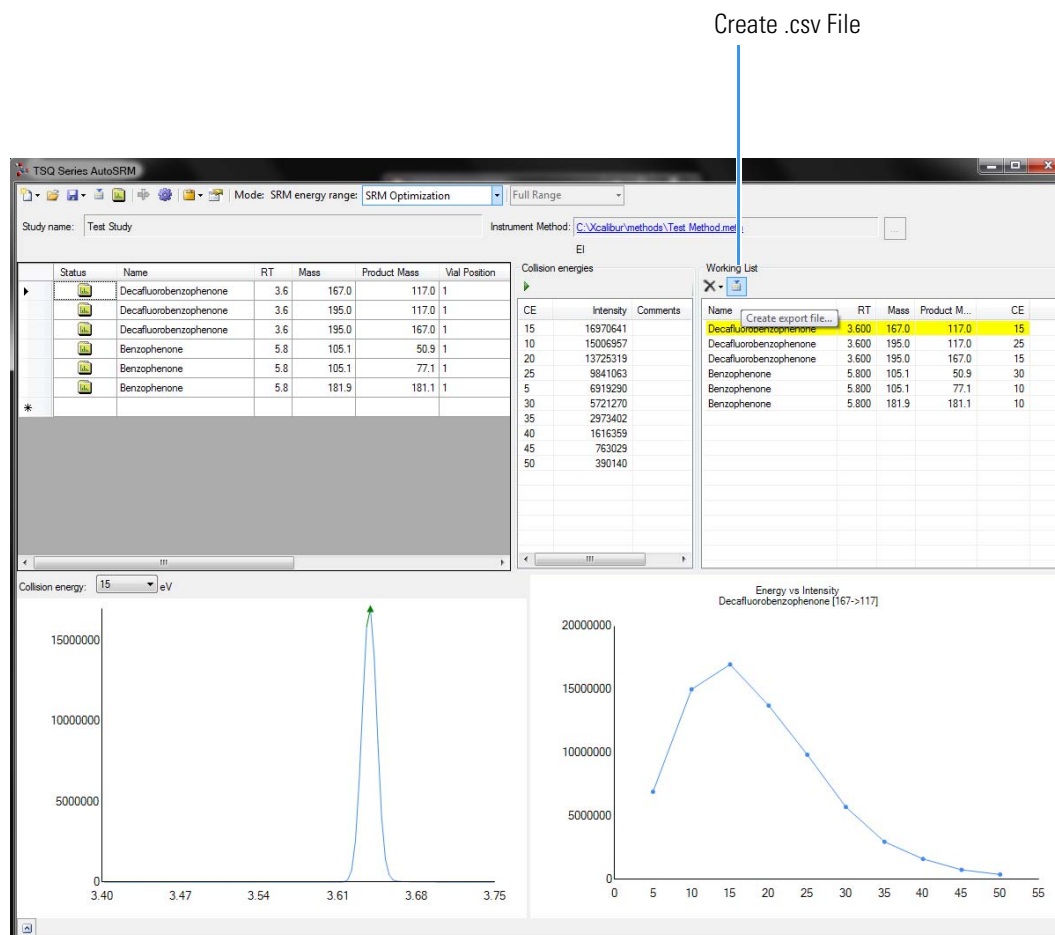 Create .csv File
TSQ Series AutoSRM
Mode: SRM energy range: SRM Optimization Full Range
Study name: Test Study Instrument Method: C:\Xcalibur\methods\Test Method.meth ...
EI
Status Name RT Mass Product Mass Vial Position
Decafluorobenzophenone 3.6 167.0 117.0 1
Decafluorobenzophenone 3.6 195.0 117.0 1
Decafluorobenzophenone 3.6 195.0 167.0 1
Benzophenone 5.8 105.1 50.9 1
Benzophenone 5.8 105.1 77.1 1
Benzophenone 5.8 181.9 181.1 1
*
Collision energies
CE Intensity Comments
15 16970641
10 15006957
20 13725319
25 9841063
5 6919290
30 5721270
35 2973402
40 1616359
45 763029
50 390140
Working List
Create export file...
Name RT Mass Product M... CE
Decafluorobenzophenone 3.600 167.0 117.0 15
Decafluorobenzophenone 3.600 195.0 117.0 25
Decafluorobenzophenone 3.600 195.0 167.0 15
Benzophenone 5.800 105.1 50.9 30
Benzophenone 5.800 105.1 77.1 10
Benzophenone 5.800 181.9 181.1 10
Collision energy: 15 eV
15000000
10000000
5000000
0
3.40 3.47 3.54 3.61 3.68 3.75
Energy vs Intensity
Decafluorobenzophenone [167->117]
20000000
15000000
10000000
5000000
0
0 5 10 15 20 25 30 35 40 45 50 55